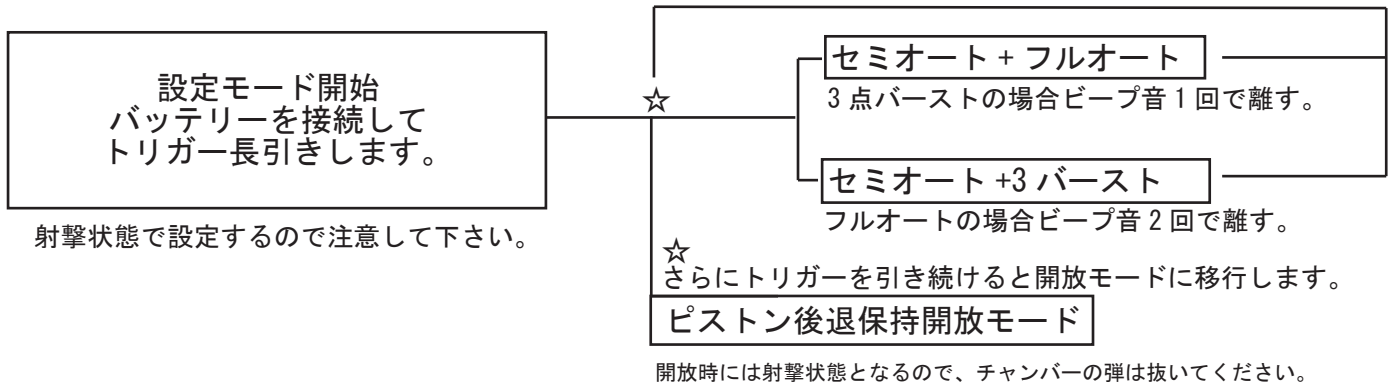 設定モード開始
バッテリーを接続して
トリガー長引きします。
射撃状態で設定するので注意して下さい。
☆
セミオート + フルオート
3 点バーストの場合ビープ音 1 回で離す。
セミオート +3 バースト
フルオートの場合ビープ音 2 回で離す。
☆
さらにトリガーを引き続けると開放モードに移行します。
ピストン後退保持開放モード
開放時には射撃状態となるので、チャンバーの弾は抜いてください。